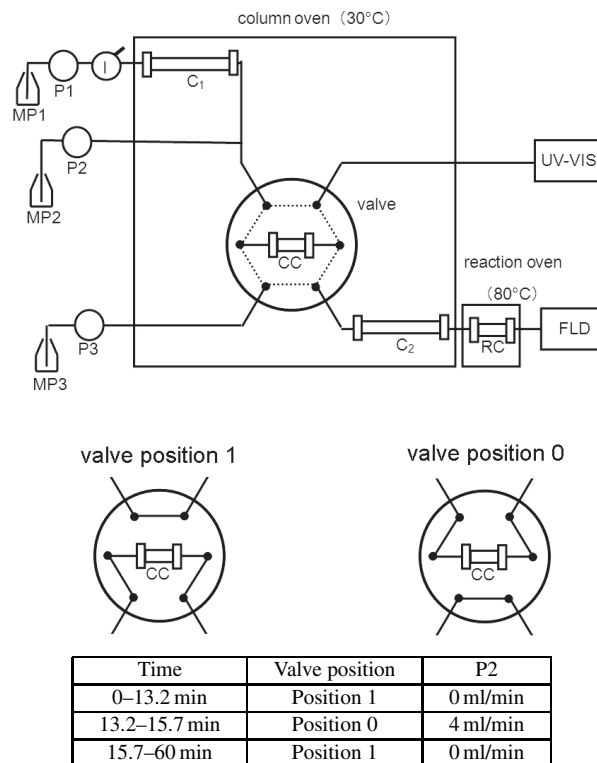 column oven（30°C）
P1
I
C1
MP1
P2
UV-VIS
MP2
valve
CC
reaction oven
（80°C）
P3
C2
RC
FLD
MP3
valve position 1
valve position 0
CC
CC
Time Valve position P2
0–13.2 min Position 1 0 ml/min
13.2–15.7 min Position 0 4 ml/min
15.7–60 min Position 1 0 ml/min